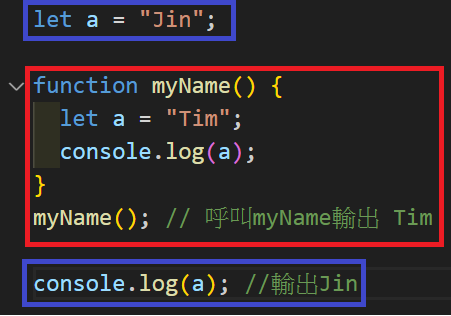 let a = "Jin";
function myName() {
let a = "Tim";
console.log(a);
}
myName(); // 呼叫myName輸出 Tim
console.log(a); //輸出Jin